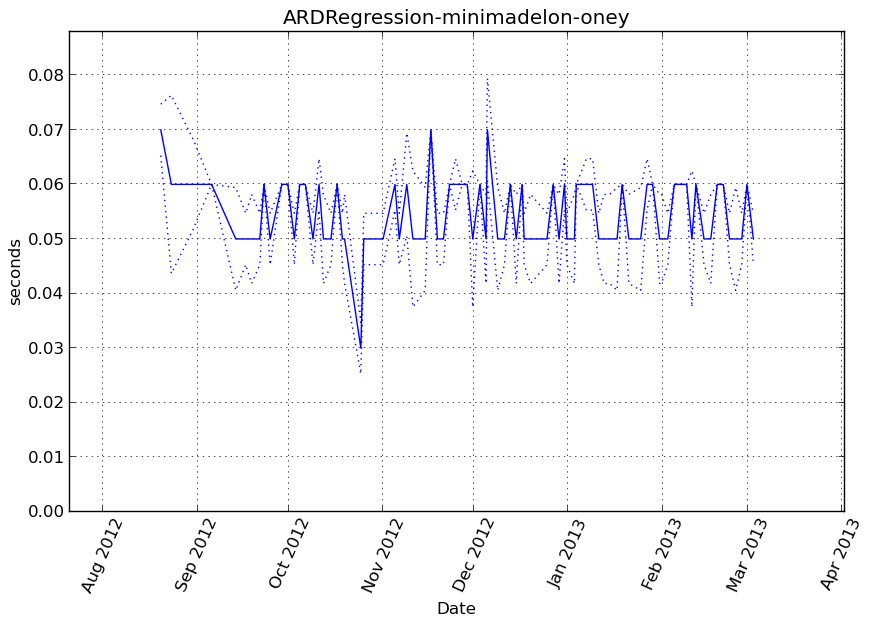 ARDRegression-minimadelon-oney
0.08
0.07
0.06
0.05
0.04
0.03
0.02
0.01
0.00
seconds
Aug 2012
Sep 2012
Oct 2012
Nov 2012
Dec 2012
Jan 2013
Feb 2013
Mar 2013
Apr 2013
Date